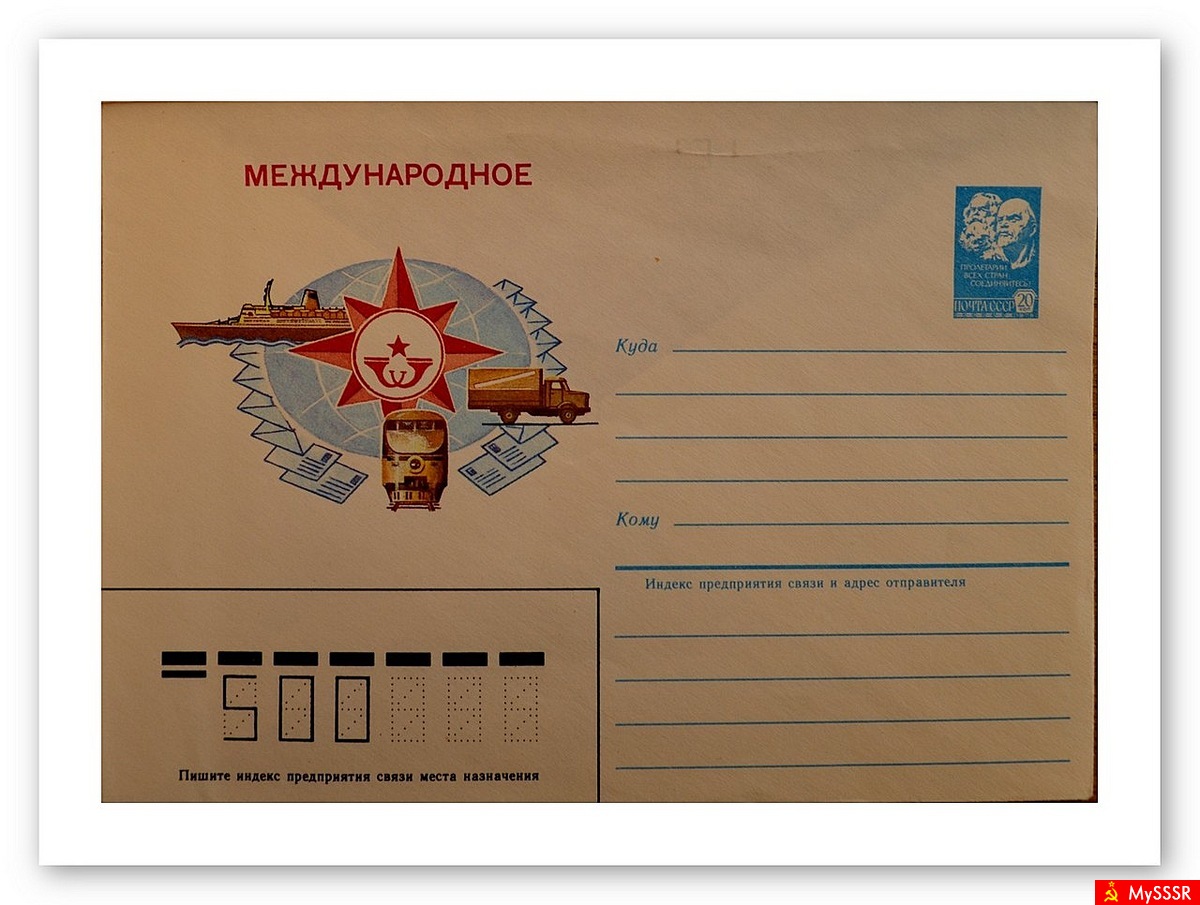 МЕЖДУНАРОДНОЕ
ПРОЛЕТАРИИ
ВСЕХ СТРАН,
СОЕДИНЯЙТЕСЬ!
ПОЧТА СССР 20
Куда
Кому
Индекс предприятия связи и адрес отправителя
500
Пишите индекс предприятия связи места назначения
MySSSR